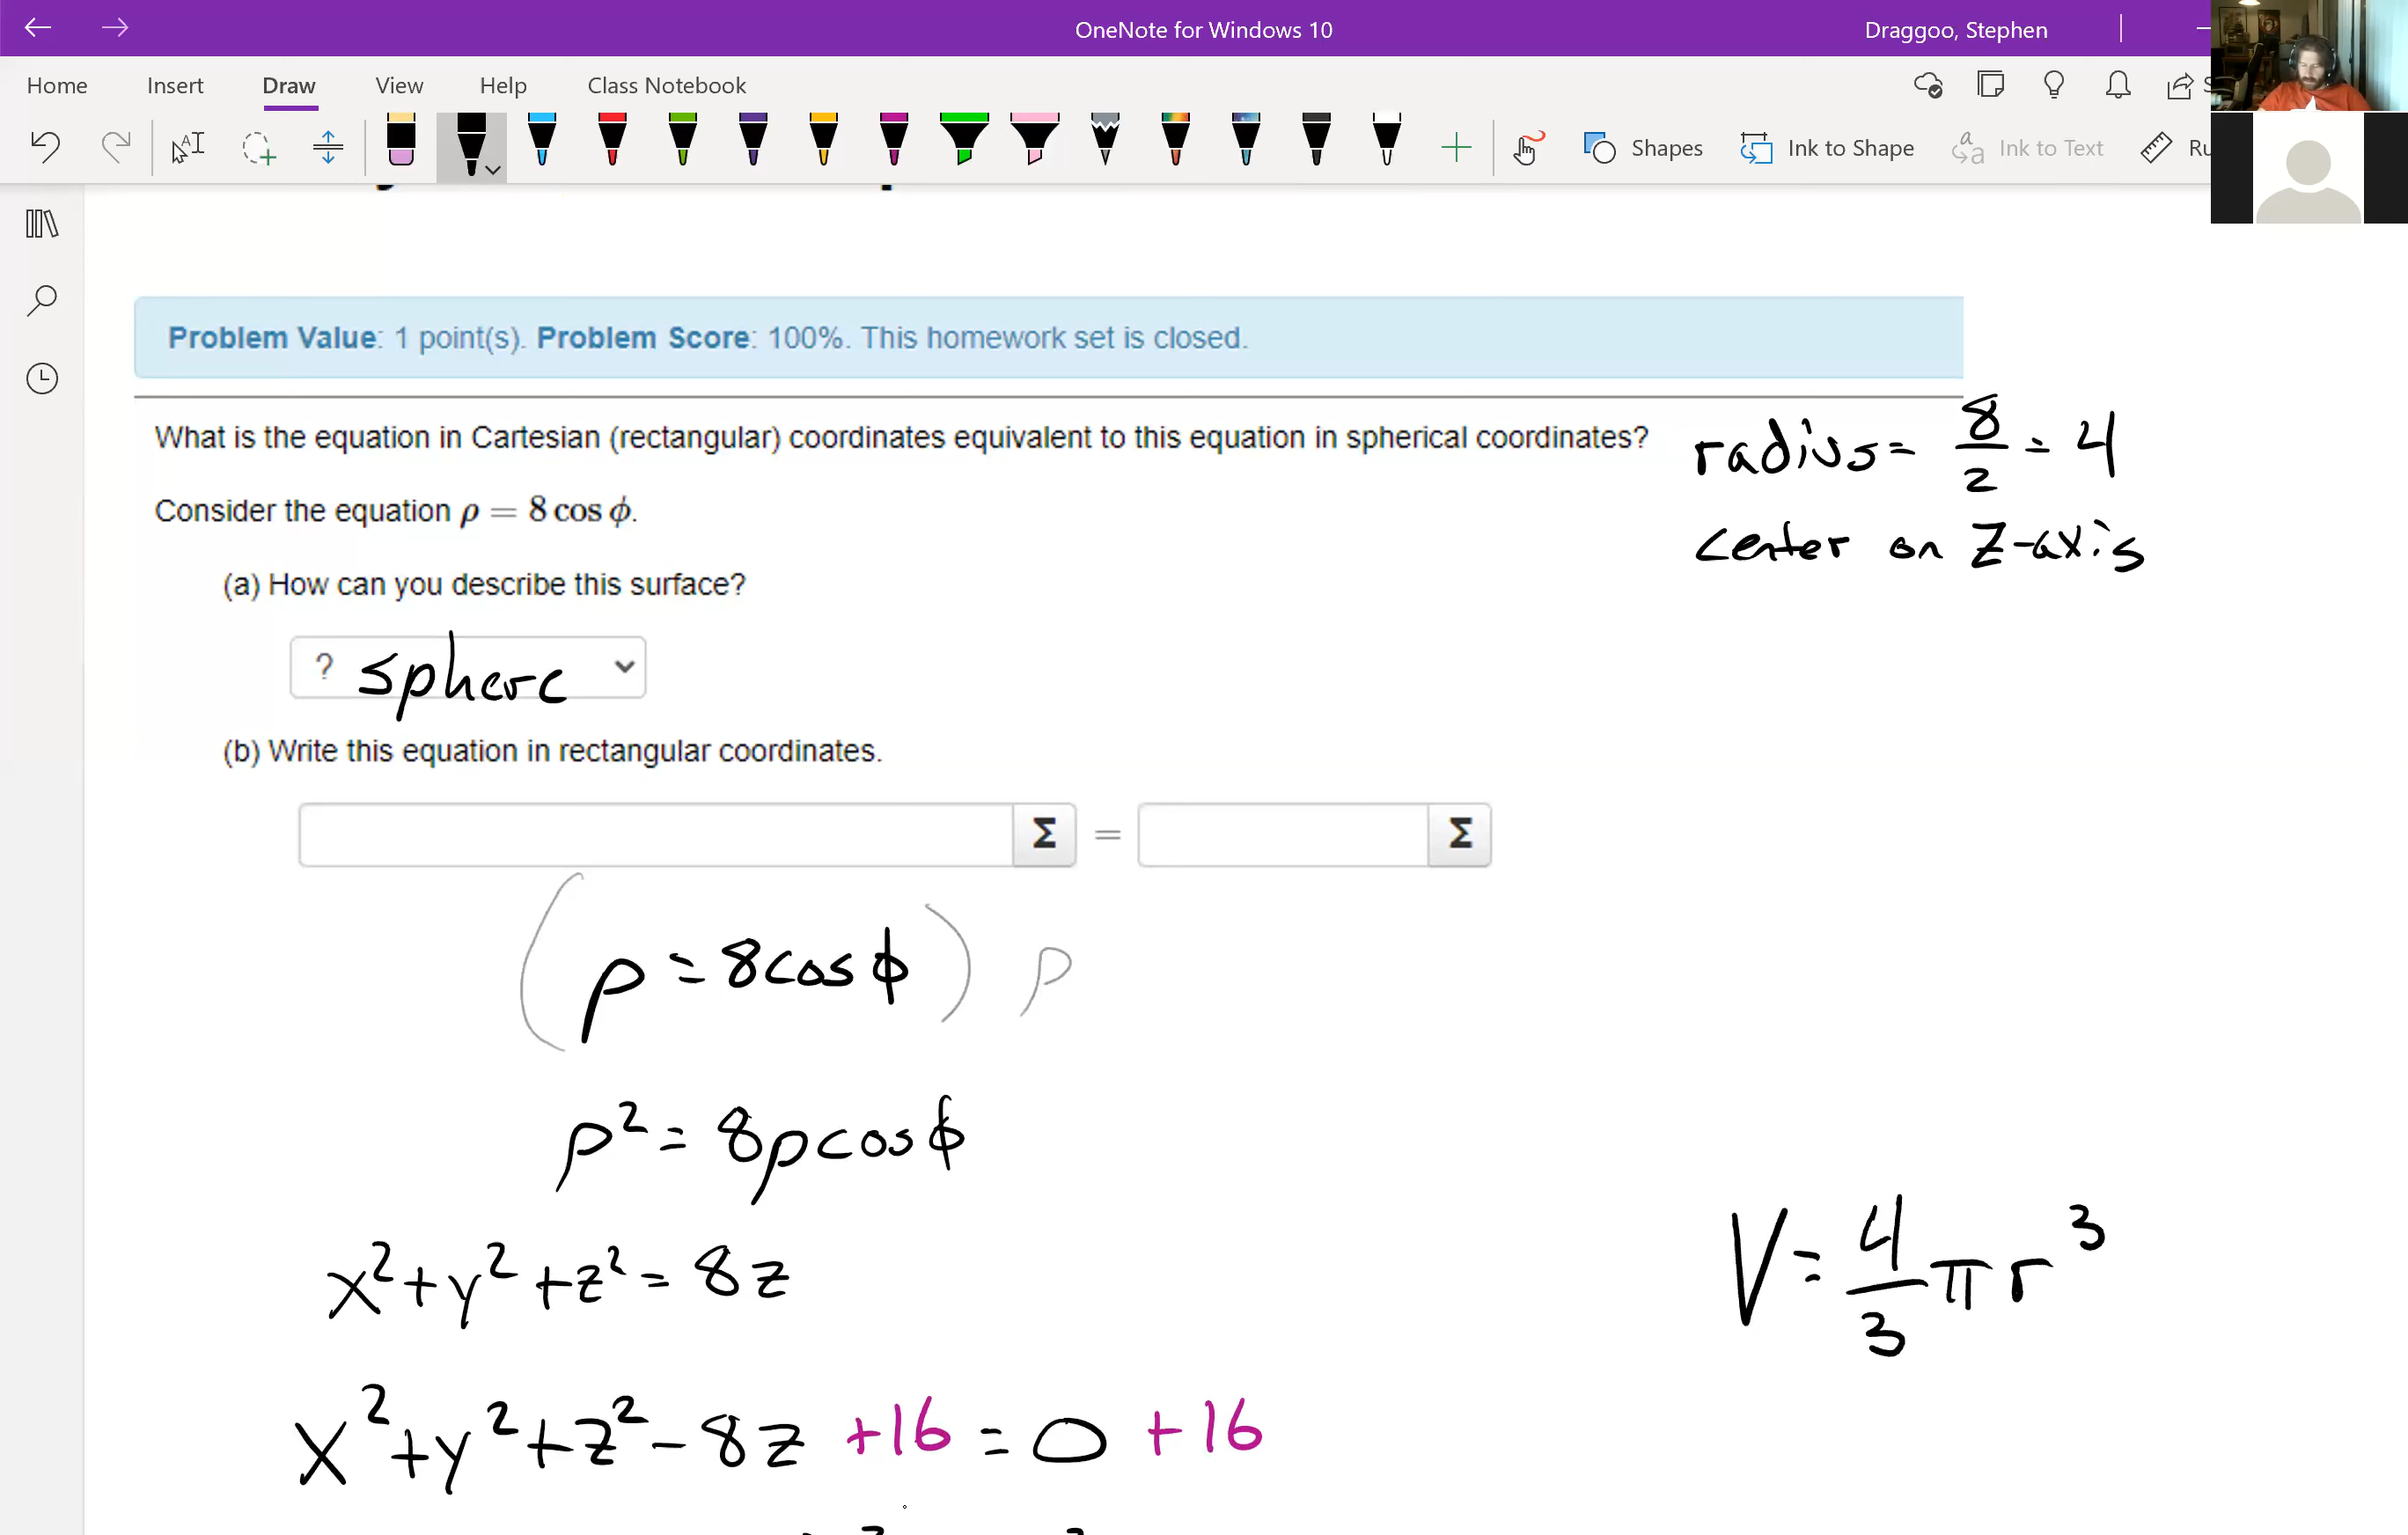 OneNote for Windows 10
Draggoo, Stephen
Home Insert Draw View Help Class Notebook
Shapes Ink to Shape Ink to Text
Problem Value: 1 point(s). Problem Score: 100%. This homework set is closed.
What is the equation in Cartesian (rectangular) coordinates equivalent to this equation in spherical coordinates?
radius = 8/2 = 4
Consider the equation ρ = 8 cos ϕ.
center on z-axis
(a) How can you describe this surface?
? sphere
(b) Write this equation in rectangular coordinates.
Σ = Σ
(ρ = 8cos ϕ) ρ
ρ² = 8ρcos ϕ
x² + y² + z² = 8z
V = 4/3 π r³
x² + y² + z² - 8z +16 = 0 +16